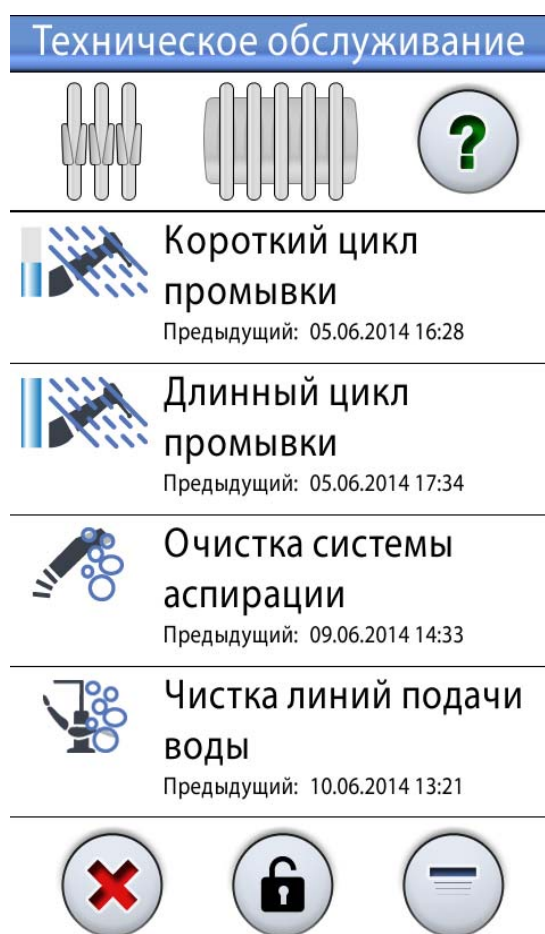 Техническое обслуживание
?
Короткий цикл
промывки
Предыдущий: 05.06.2014 16:28
Длинный цикл
промывки
Предыдущий: 05.06.2014 17:34
Очистка системы
аспирации
Предыдущий: 09.06.2014 14:33
Чистка линий подачи
воды
Предыдущий: 10.06.2014 13:21